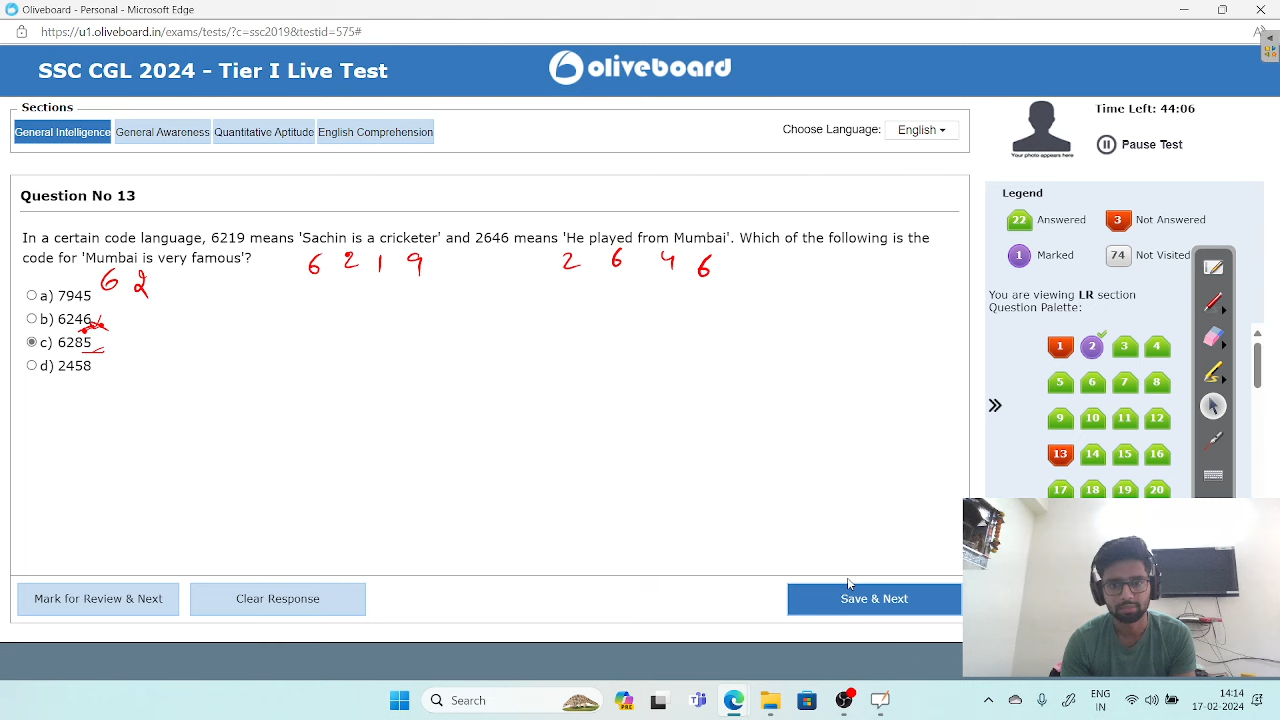 Oliveboard - Personal - Microsoft Edge
https://u1.oliveboard.in/exams/tests/?c=ssc2019&testid=575#
SSC CGL 2024 - Tier I Live Test
oliveboard
Sections
General Intelligence General Awareness Quantitative Aptitude English Comprehension
Choose Language: English
Your photo appears here
Time Left: 44:06
Pause Test
Question No 13
In a certain code language, 6219 means 'Sachin is a cricketer' and 2646 means 'He played from Mumbai'. Which of the following is the
code for 'Mumbai is very famous'?
6 2 1 9 2 6 4 6
6 2
a) 7945
b) 6246
c) 6285
d) 2458
Legend
22 Answered 3 Not Answered
1 Marked 74 Not Visited
You are viewing LR section
Question Palette:
1 2 3 4
5 6 7 8
9 10 11 12
13 14 15 16
17 18 19 20
Mark for Review & Next Clear Response Save & Next
Search
PRE
ENG
IN
14:14
17-02-2024